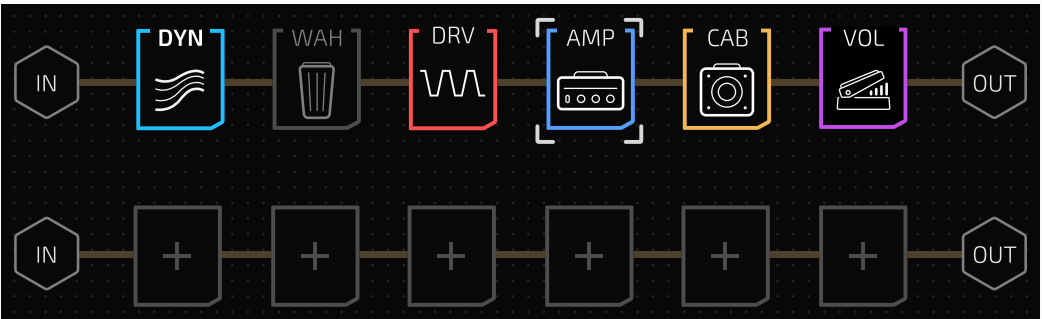 DYN WAH DRV AMP CAB VOL
IN OUT
IN + + + + + + OUT